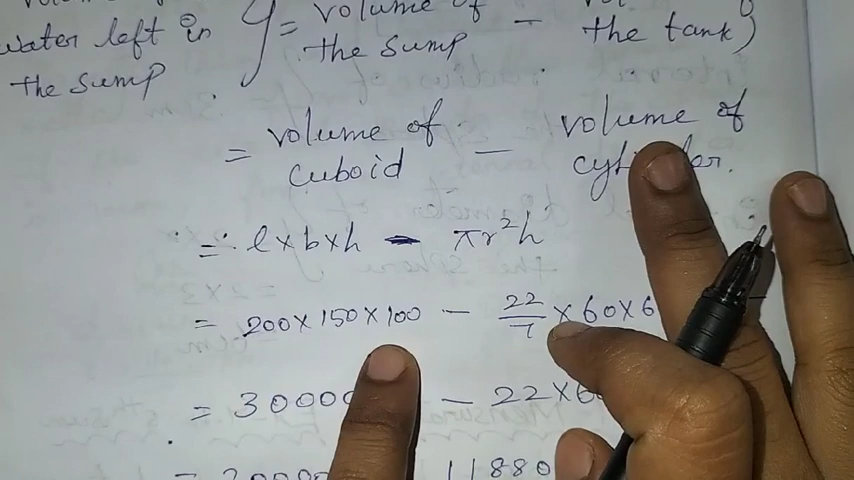 water left in } = volume of the sump - the tank)
the sump
= volume of cuboid - volume of
= l×b×h - πr²h
= 200×150×100 - 22/7 ×60×6
= 30000 - 22×6
11880